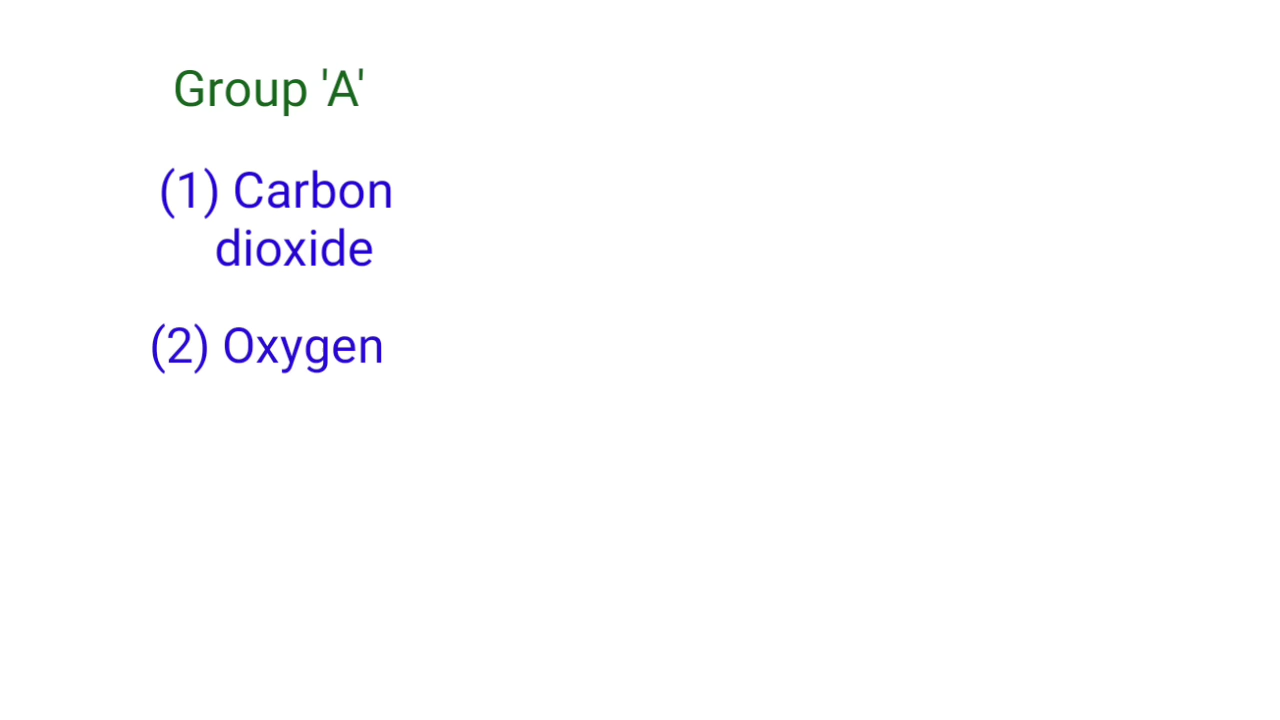 Group 'A'
(1) Carbon
dioxide
(2) Oxygen